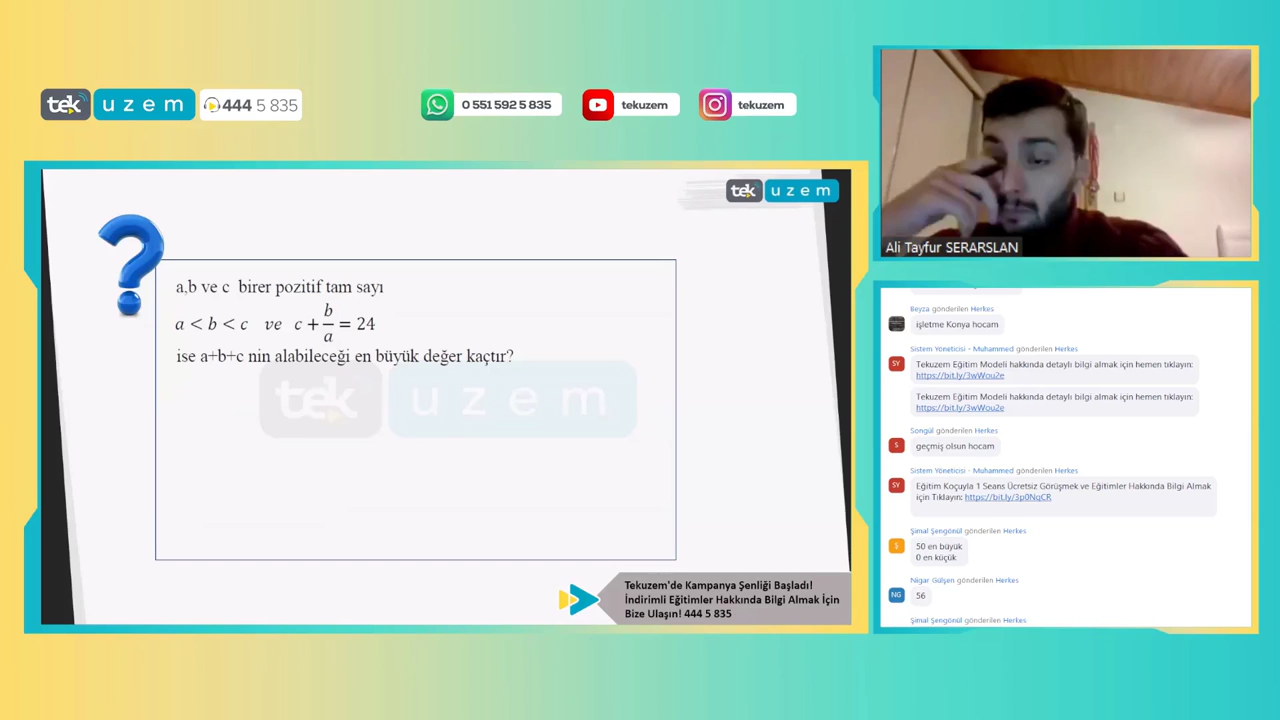 tek uzem 444 5 835
0 551 592 5 835
tekuzem
tekuzem
tek uzem
a,b ve c birer pozitif tam sayı
a < b < c ve c + b/a = 24
ise a+b+c nin alabileceği en büyük değer kaçtır?
tek uzem
Tekuzem'de Kampanya Şenliği Başladı!
İndirimli Eğitimler Hakkında Bilgi Almak İçin
Bize Ulaşın! 444 5 835
Ali Tayfur SERARSLAN
Beyza gönderilen Herkes
işletme Konya hocam
Sistem Yöneticisi - Muhammed gönderilen Herkes
SY
Tekuzem Eğitim Modeli hakkında detaylı bilgi almak için hemen tıklayın:
https://bit.ly/3wWou2e
Tekuzem Eğitim Modeli hakkında detaylı bilgi almak için hemen tıklayın:
https://bit.ly/3wWou2e
Songül gönderilen Herkes
S
geçmiş olsun hocam
Sistem Yöneticisi - Muhammed gönderilen Herkes
SY
Eğitim Koçuyla 1 Seans Ücretsiz Görüşmek ve Eğitimler Hakkında Bilgi Almak
için Tıklayın: https://bit.ly/3p0NqCR
Şimal Şengönül gönderilen Herkes
Ş
50 en büyük
0 en küçük
Nigar Gülşen gönderilen Herkes
NG
56
Şimal Şengönül gönderilen Herkes